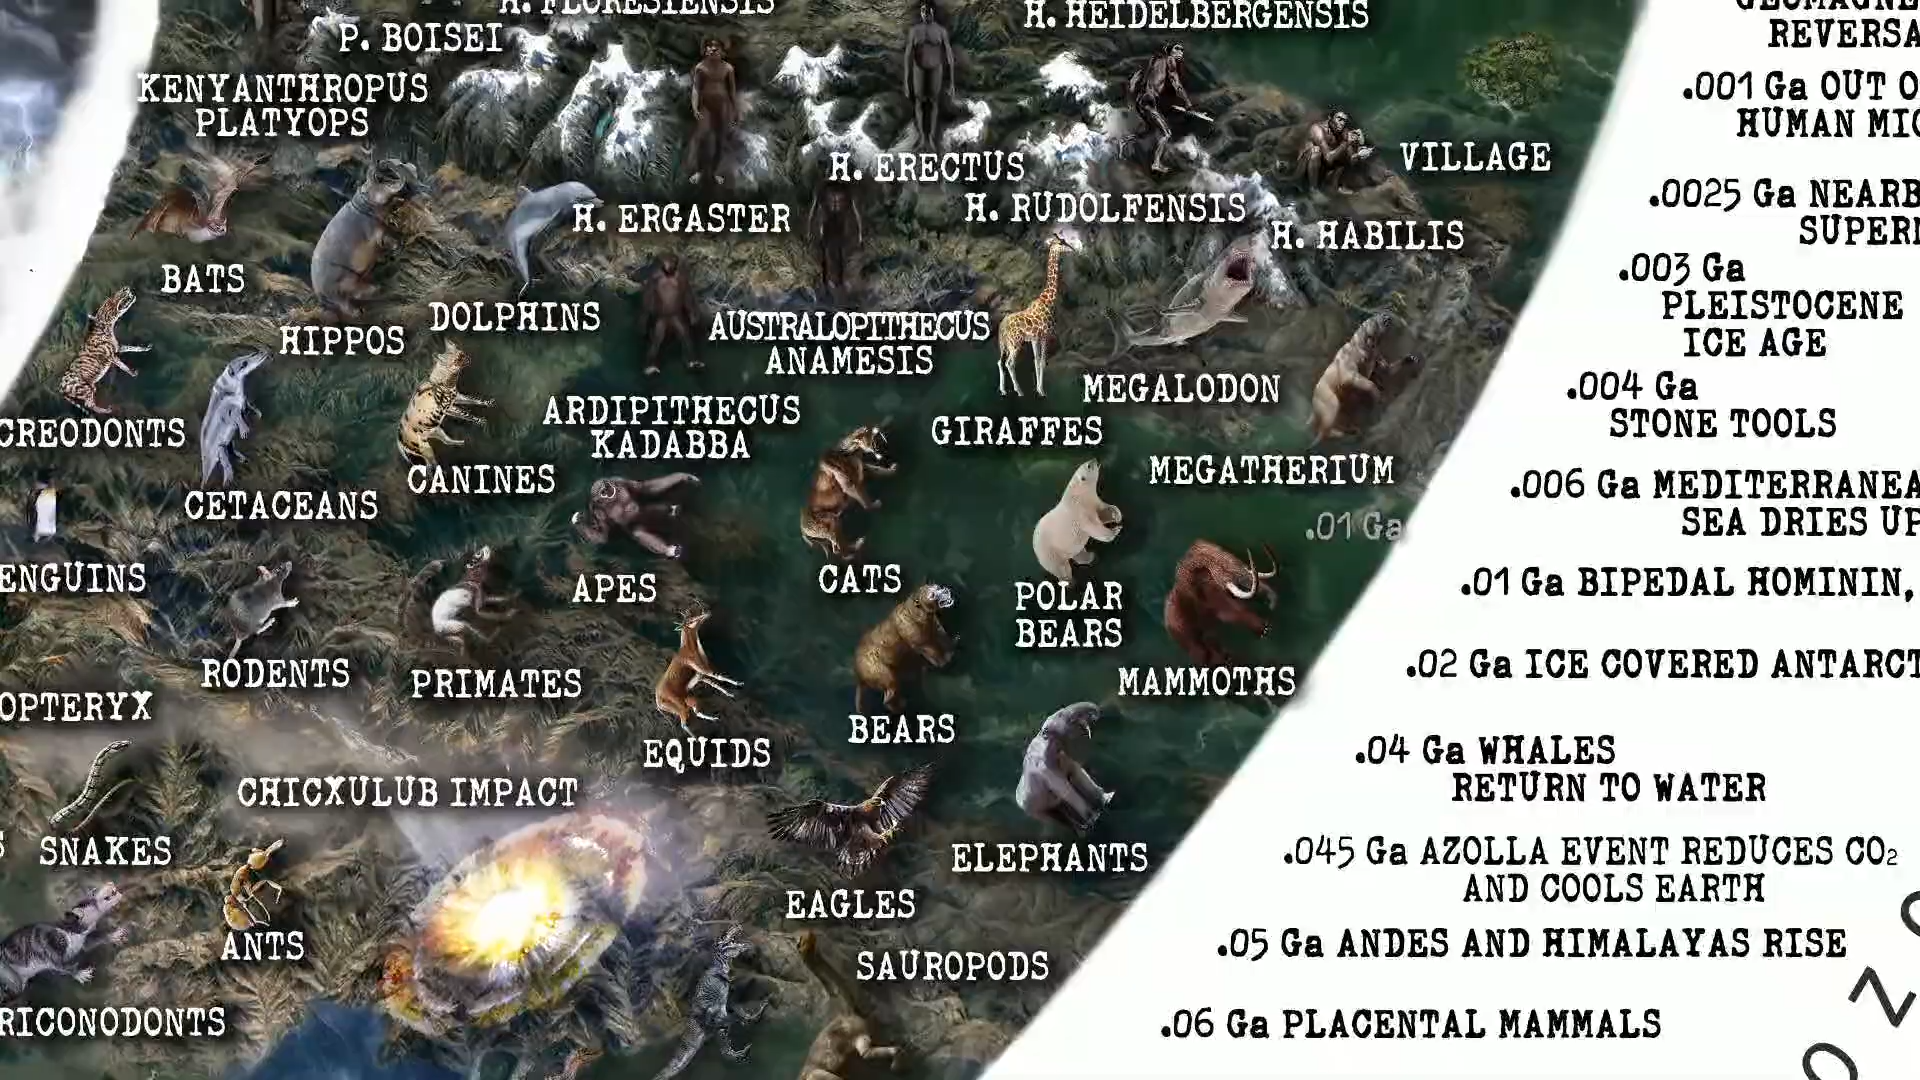 H. FLORESIENSIS
H. HEIDELBERGENSIS
P. BOISEI
KENYANTHROPUS
PLATYOPS
H. ERECTUS
VILLAGE
H. ERGASTER
H. RUDOLFENSIS
H. HABILIS
BATS
HIPPOS
DOLPHINS
AUSTRALOPITHECUS
ANAMESIS
MEGALODON
CREODONTS
ARDIPITHECUS
KADABBA
GIRAFFES
CETACEANS
CANINES
MEGATHERIUM
.01 Ga
ENGUINS
APES
CATS
POLAR
BEARS
RODENTS
PRIMATES
MAMMOTHS
OPTERYX
EQUIDS
BEARS
CHICXULUB IMPACT
SNAKES
ELEPHANTS
EAGLES
ANTS
SAUROPODS
RICONODONTS
REVERSA
.001 Ga OUT O
HUMAN MIG
.0025 Ga NEARB
SUPERN
.003 Ga
PLEISTOCENE
ICE AGE
.004 Ga
STONE TOOLS
.006 Ga MEDITERRANEA
SEA DRIES UP
.01 Ga BIPEDAL HOMININ,
.02 Ga ICE COVERED ANTARCT
.04 Ga WHALES
RETURN TO WATER
.045 Ga AZOLLA EVENT REDUCES CO₂
AND COOLS EARTH
.05 Ga ANDES AND HIMALAYAS RISE
.06 Ga PLACENTAL MAMMALS